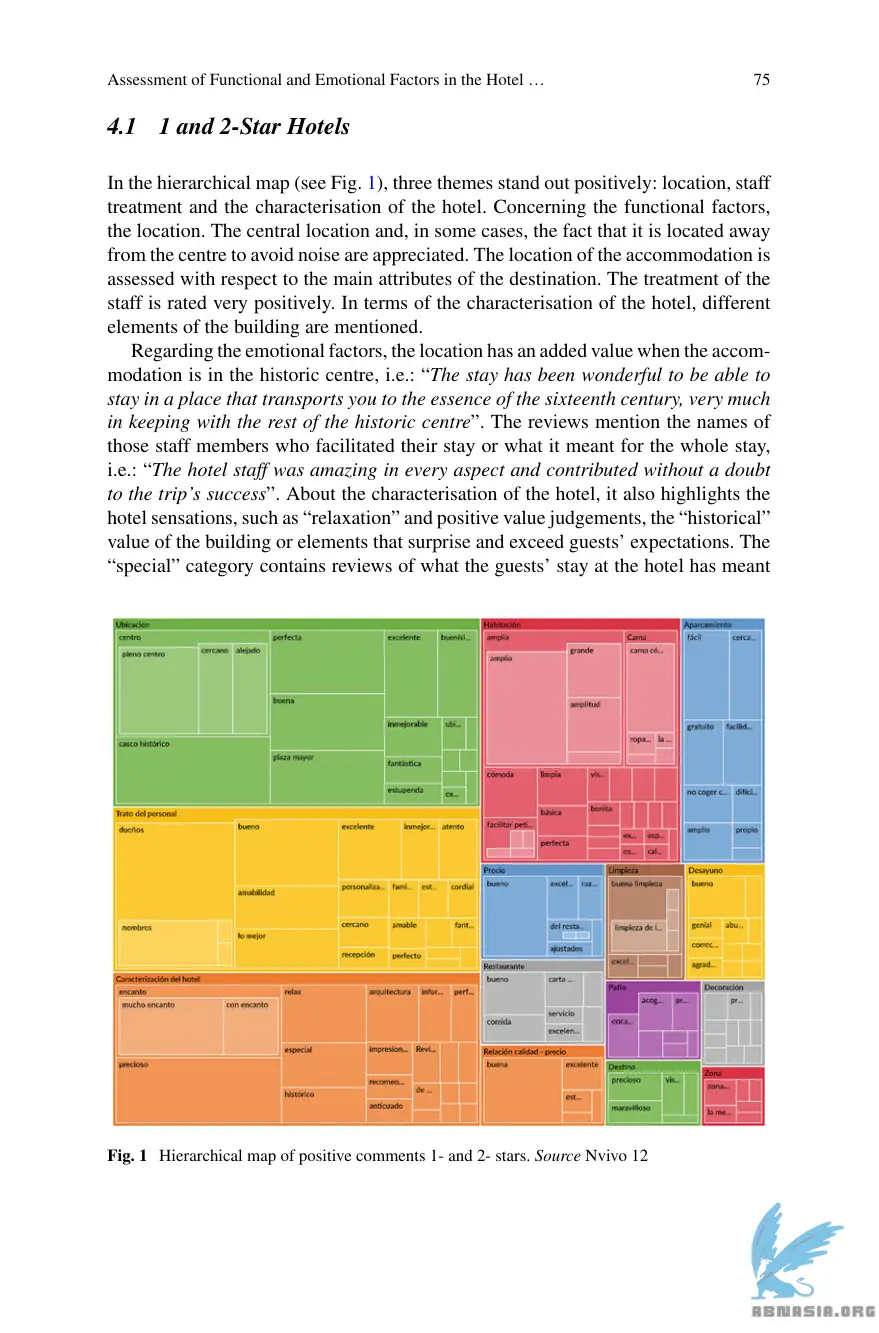 Assessment of Functional and Emotional Factors in the Hotel … 75
4.1 1 and 2-Star Hotels
In the hierarchical map (see Fig. 1), three themes stand out positively: location, staff
treatment and the characterisation of the hotel. Concerning the functional factors,
the location. The central location and, in some cases, the fact that it is located away
from the centre to avoid noise are appreciated. The location of the accommodation is
assessed with respect to the main attributes of the destination. The treatment of the
staff is rated very positively. In terms of the characterisation of the hotel, different
elements of the building are mentioned.
Regarding the emotional factors, the location has an added value when the accom-
modation is in the historic centre, i.e.: “The stay has been wonderful to be able to
stay in a place that transports you to the essence of the sixteenth century, very much
in keeping with the rest of the historic centre”. The reviews mention the names of
those staff members who facilitated their stay or what it meant for the whole stay,
i.e.: “The hotel staff was amazing in every aspect and contributed without a doubt
to the trip’s success”. About the characterisation of the hotel, it also highlights the
hotel sensations, such as “relaxation” and positive value judgements, the “historical”
value of the building or elements that surprise and exceed guests’ expectations. The
“special” category contains reviews of what the guests’ stay at the hotel has meant
Ubicación
centro
pleno centro
cercano
alejado
casco histórico
perfecta
buena
plaza mayor
excelente
buenísi...
inmejorable
ubi...
fantástica
estupenda
ex...
Habitación
amplia
amplia
grande
amplitud
Cama
cama có...
ropa...
la ...
cómoda
limpia
vis...
facilitar peti...
básica
bonita
perfecta
ex...
esp...
co...
cal...
Aparcamiento
fácil
cerca...
gratuito
facilid...
no coger c...
difíci...
amplio
propio
Trato del personal
dueños
nombres
bueno
amabilidad
lo mejor
excelente
inmejor...
atento
personaliza...
fami...
est...
cordial
cercano
amable
fant...
recepción
perfecto
Precio
bueno
excel...
raz...
del resta...
ajustados
Limpieza
buena limpieza
limpieza de l...
excel...
Desayuno
bueno
genial
abu...
correc...
agrad...
Caracterización del hotel
encanto
mucho encanto
con encanto
precioso
relax
especial
histórico
arquitectura
infor...
perf...
impresion...
Revi...
recomen...
de ...
anticuado
Restaurante
bueno
carta ...
comida
servicio
excelen...
Patio
acog...
pr...
enca...
Decoración
pr...
Relación calidad - precio
buena
excelente
est...
Destino
precioso
vis...
maravilloso
Zona
zona...
la me...
Fig. 1 Hierarchical map of positive comments 1- and 2- stars. Source Nvivo 12
ABNASIA.ORG